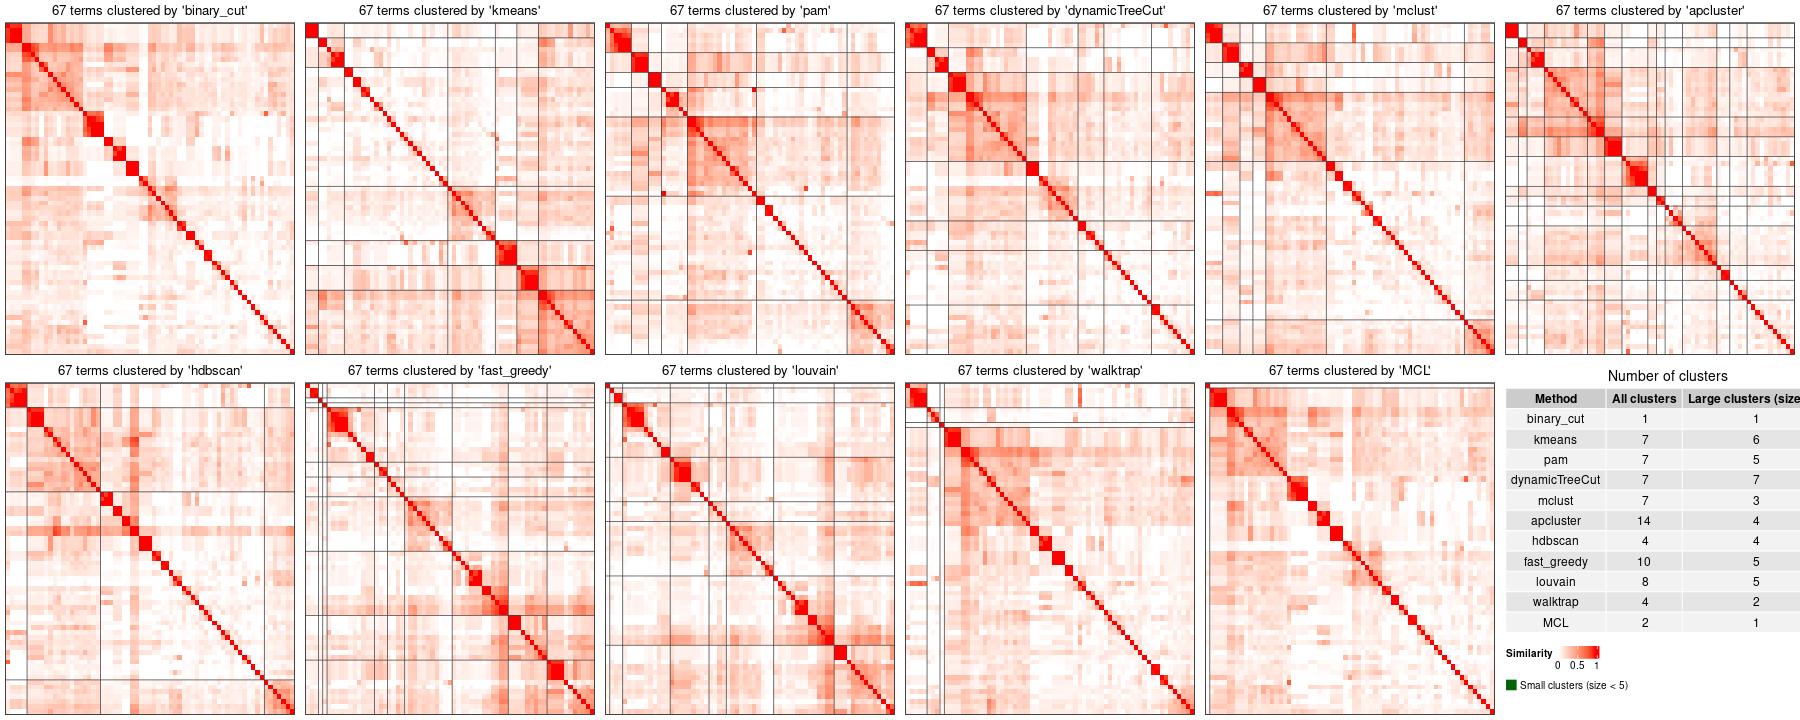 67 terms clustered by 'binary_cut'
67 terms clustered by 'kmeans'
67 terms clustered by 'pam'
67 terms clustered by 'dynamicTreeCut'
67 terms clustered by 'mclust'
67 terms clustered by 'apcluster'
67 terms clustered by 'hdbscan'
67 terms clustered by 'fast_greedy'
67 terms clustered by 'louvain'
67 terms clustered by 'walktrap'
67 terms clustered by 'MCL'
Number of clusters
Method All clusters Large clusters (size
binary_cut 1 1
kmeans 7 6
pam 7 5
dynamicTreeCut 7 7
mclust 7 3
apcluster 14 4
hdbscan 4 4
fast_greedy 10 5
louvain 8 5
walktrap 4 2
MCL 2 1
Similarity
0 0.5 1
Small clusters (size < 5)